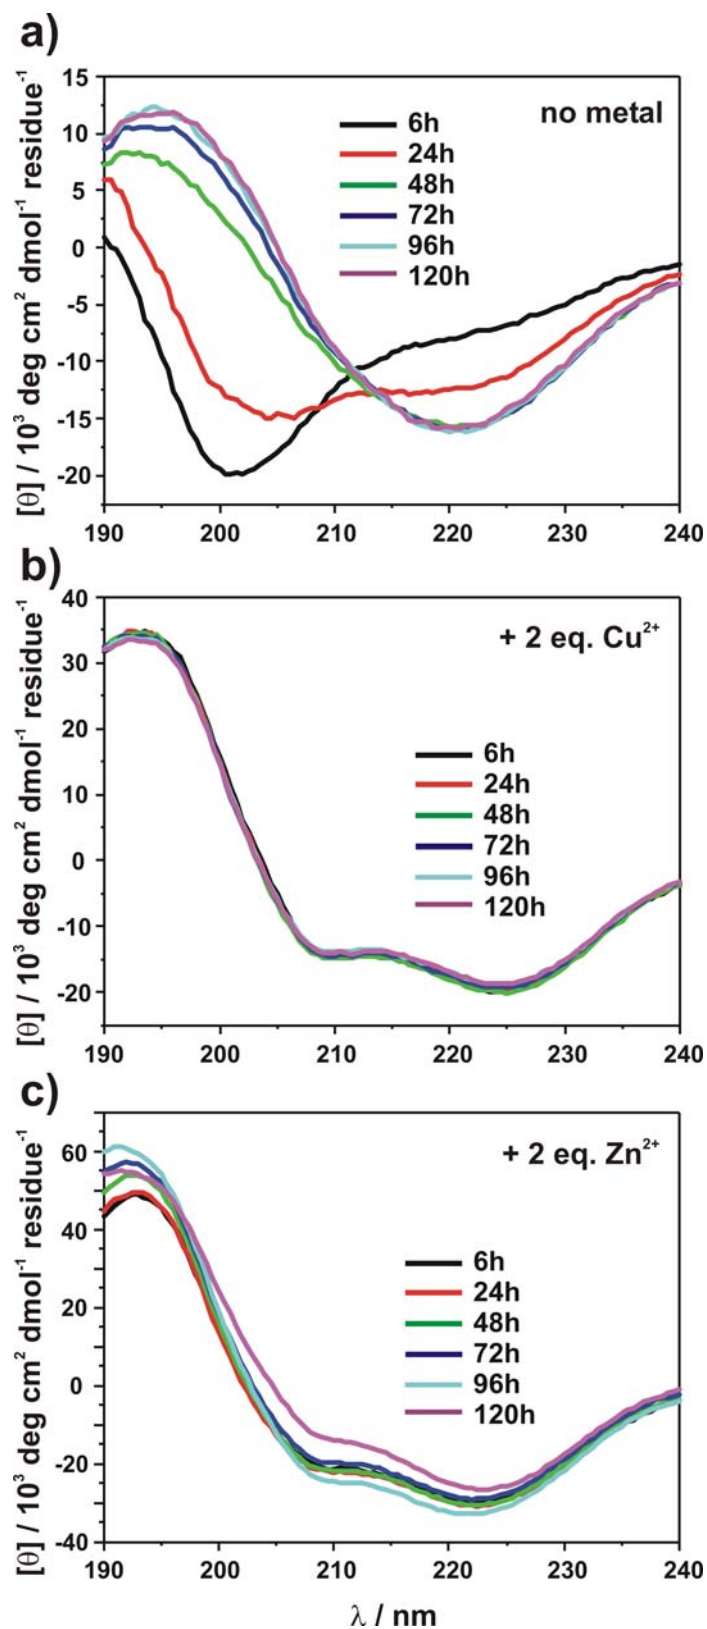 a)
[θ] / 10³ deg cm² dmol⁻¹ residue⁻¹
no metal
6h
24h
48h
72h
96h
120h
15
10
5
0
-5
-10
-15
-20
190 200 210 220 230 240
b)
[θ] / 10³ deg cm² dmol⁻¹ residue⁻¹
+ 2 eq. Cu²⁺
6h
24h
48h
72h
96h
120h
40
30
20
10
0
-10
-20
190 200 210 220 230 240
c)
[θ] / 10³ deg cm² dmol⁻¹ residue⁻¹
+ 2 eq. Zn²⁺
6h
24h
48h
72h
96h
120h
60
40
20
0
-20
-40
190 200 210 220 230 240
λ / nm